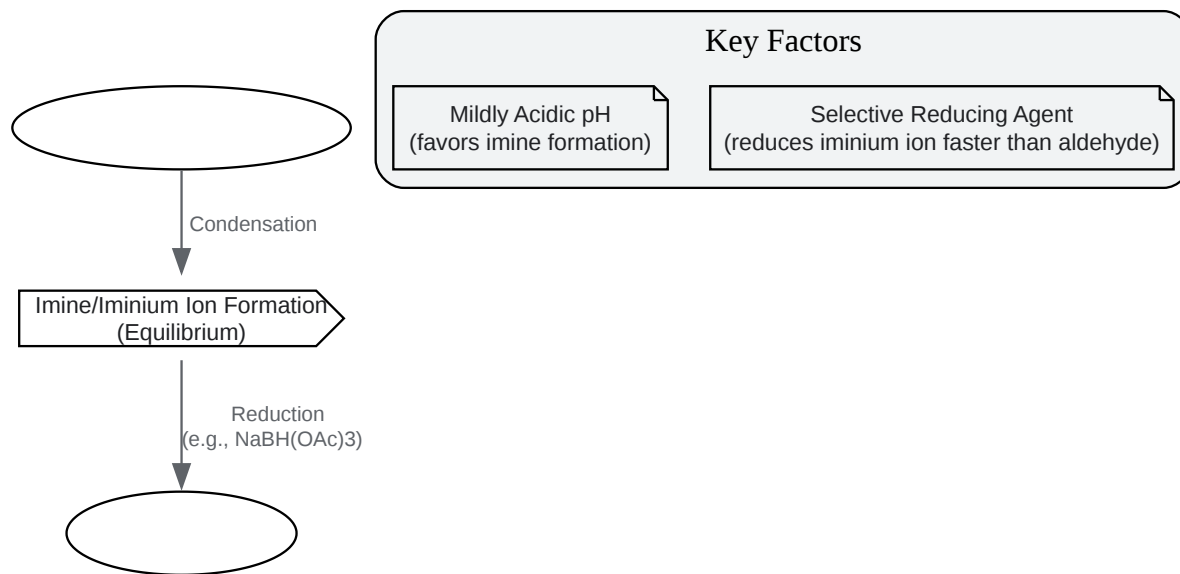 Key Factors
Mildly Acidic pH
(favors imine formation)
Selective Reducing Agent
(reduces iminium ion faster than aldehyde)
Condensation
Imine/Iminium Ion Formation
(Equilibrium)
Reduction
(e.g., NaBH(OAc)3)